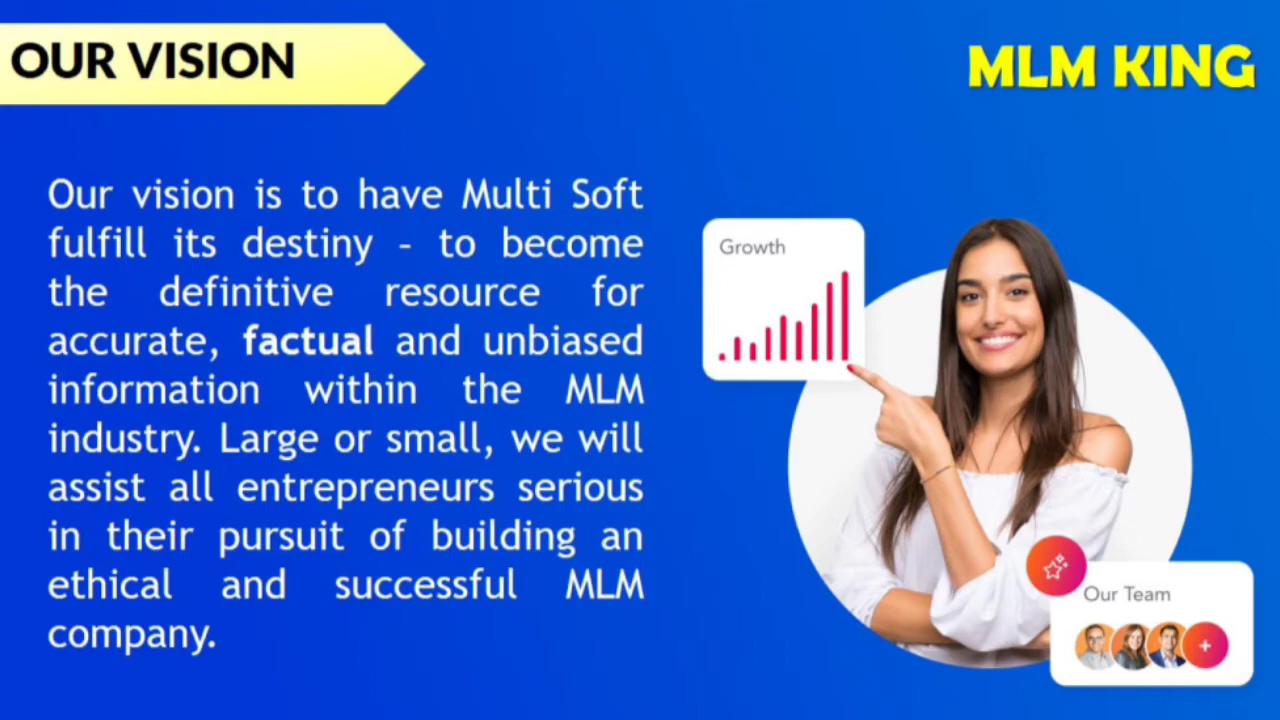 OUR VISION
MLM KING
Our vision is to have Multi Soft
fulfill its destiny – to become
the definitive resource for
accurate, factual and unbiased
information within the MLM
industry. Large or small, we will
assist all entrepreneurs serious
in their pursuit of building an
ethical and successful MLM
company.
Growth
Our Team
+